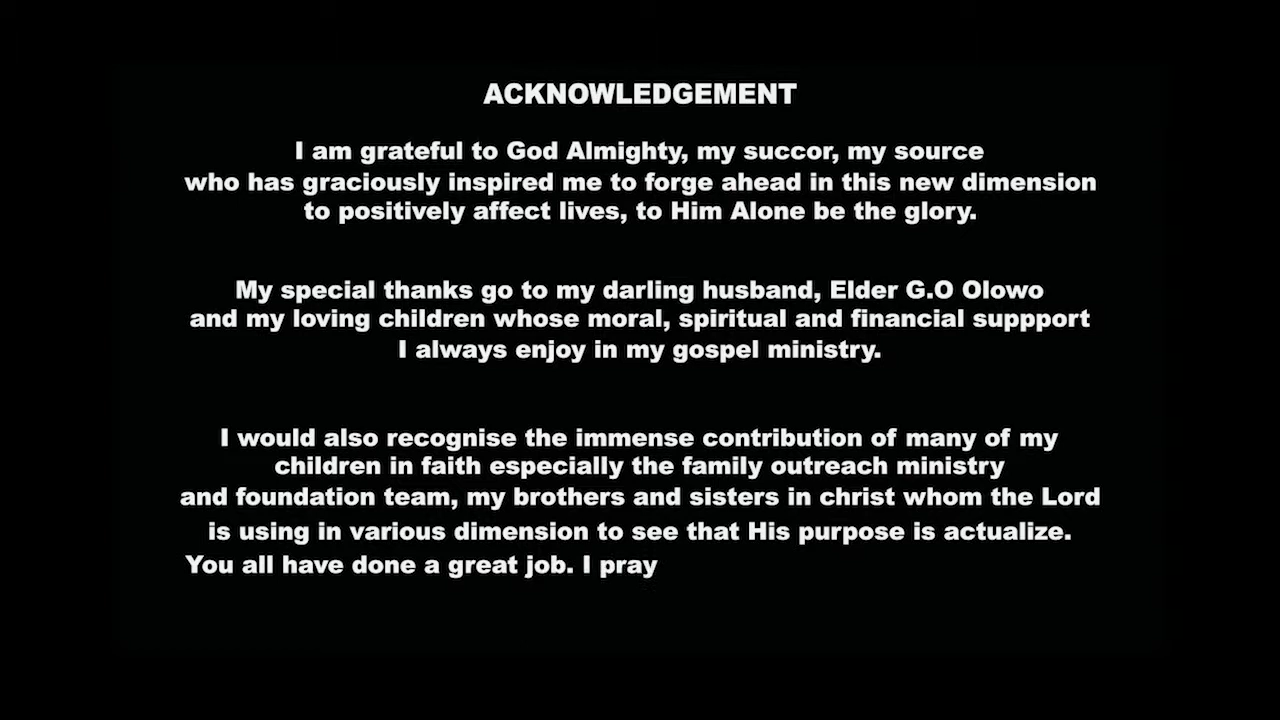 ACKNOWLEDGEMENT
I am grateful to God Almighty, my succor, my source
who has graciously inspired me to forge ahead in this new dimension
to positively affect lives, to Him Alone be the glory.
My special thanks go to my darling husband, Elder G.O Olowo
and my loving children whose moral, spiritual and financial suppport
I always enjoy in my gospel ministry.
I would also recognise the immense contribution of many of my
children in faith especially the family outreach ministry
and foundation team, my brothers and sisters in christ whom the Lord
is using in various dimension to see that His purpose is actualize.
You all have done a great job. I pray